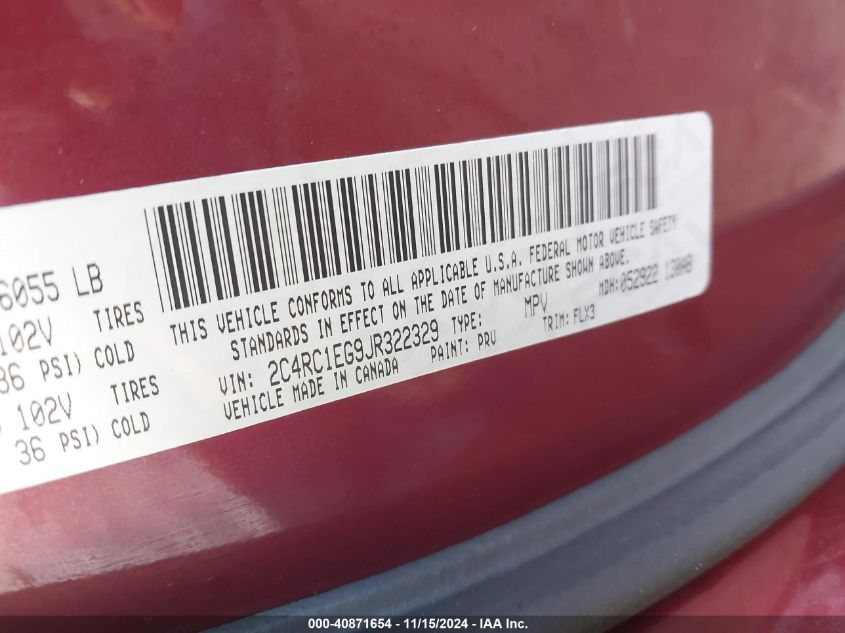 6055 LB
102V TIRES
36 PSI) COLD
102V TIRES
36 PSI) COLD
THIS VEHICLE CONFORMS TO ALL APPLICABLE U.S.A. FEDERAL MOTOR VEHICLE SAFETY
STANDARDS IN EFFECT ON THE DATE OF MANUFACTURE SHOWN ABOVE.
VIN: 2C4RC1EG9JR322329 TYPE: MPV MDH:052922 130AB
VEHICLE MADE IN CANADA PAINT: PRV TRIM: FLX3
000-40871654 - 11/15/2024 - IAA Inc.